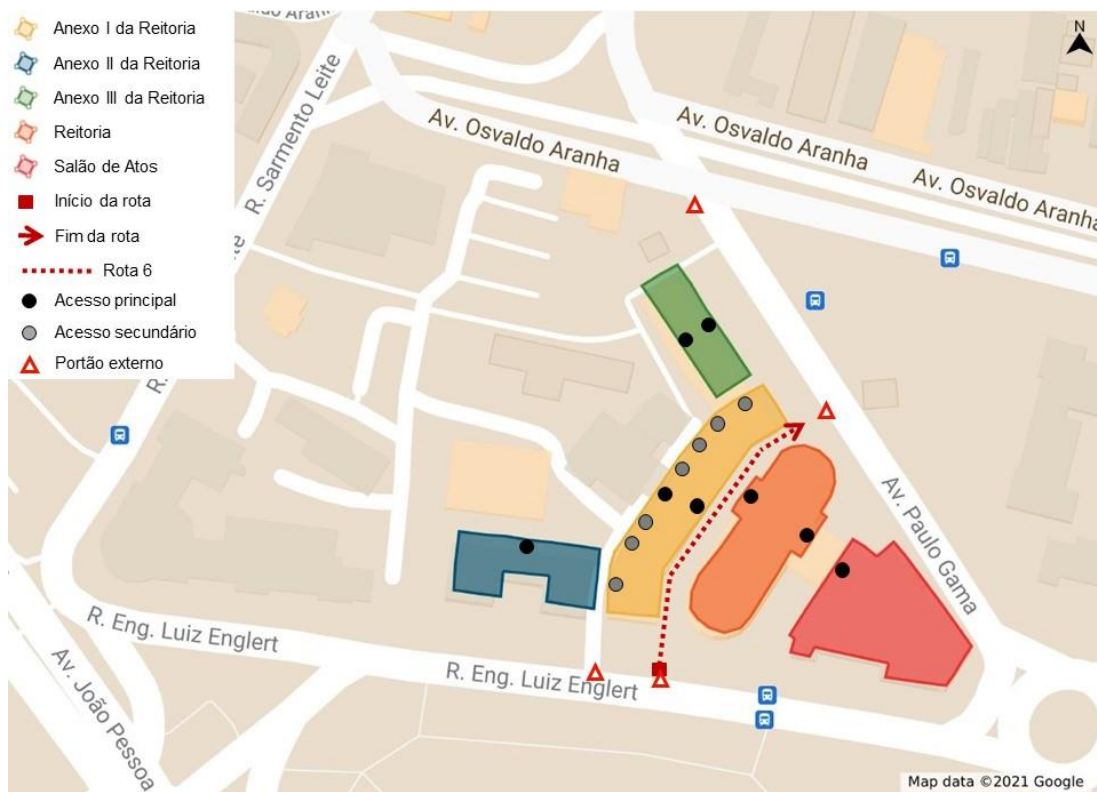 Anexo I da Reitoria
Anexo II da Reitoria
Anexo III da Reitoria
Reitoria
Salão de Atos
Início da rota
Fim da rota
Rota 6
Acesso principal
Acesso secundário
Portão externo
N
R. Sarmento Leite
Av. Osvaldo Aranha
Av. Osvaldo Aranha
Av. Osvaldo Aranha
Av. Paulo Gama
R. Eng. Luiz Englert
R. Eng. Luiz Englert
Av. João Pessoa
Map data ©2021 Google